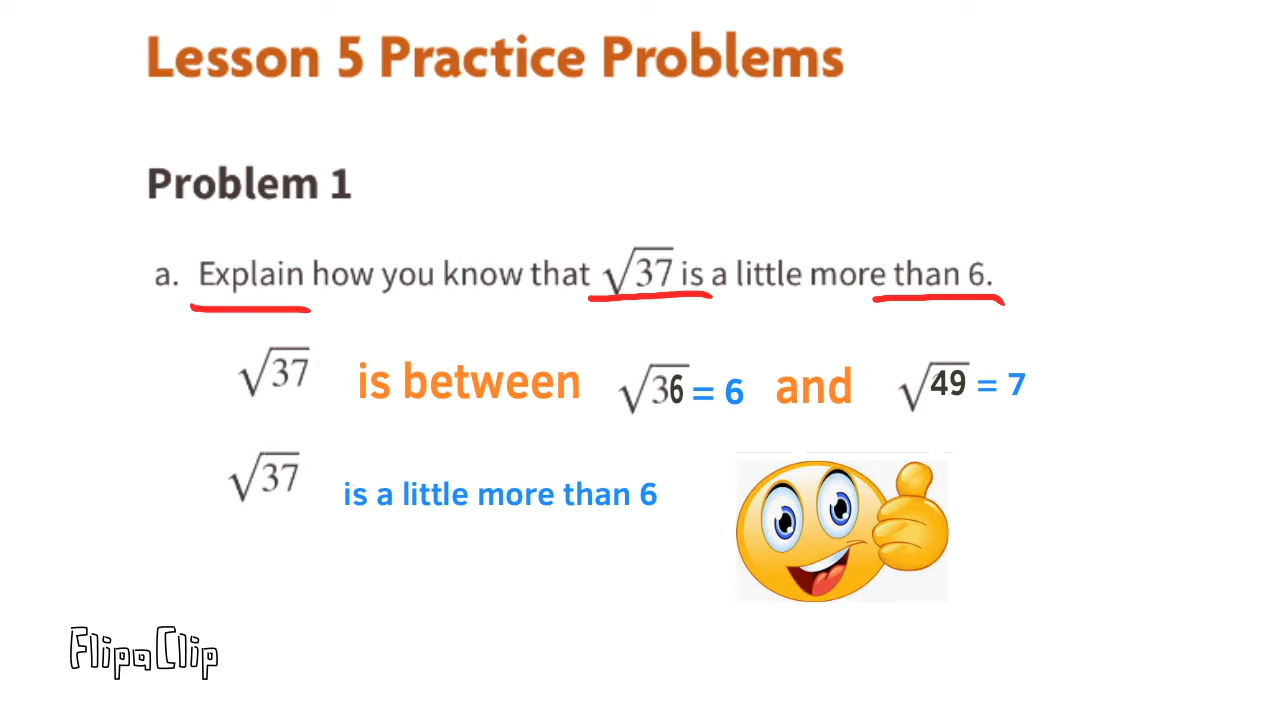 Lesson 5 Practice Problems
Problem 1
a. Explain how you know that √37 is a little more than 6.
√37 is between √36 = 6 and √49 = 7
√37 is a little more than 6
FlipaClip